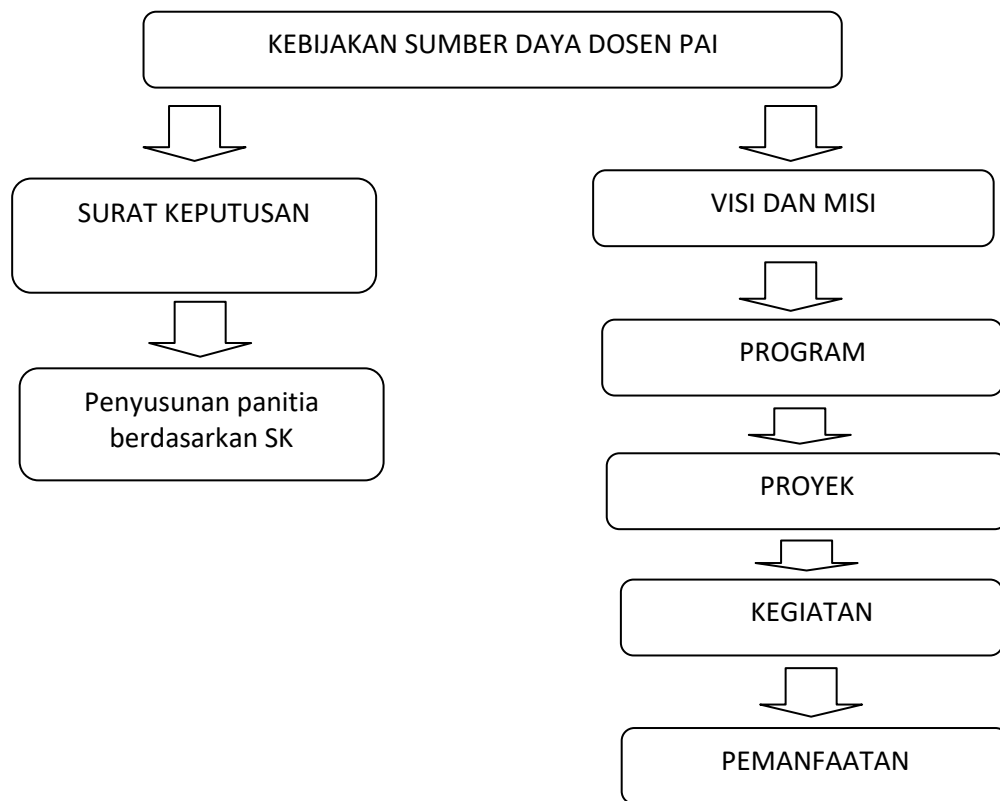 KEBIJAKAN SUMBER DAYA DOSEN PAI
SURAT KEPUTUSAN
VISI DAN MISI
PROGRAM
Penyusunan panitia
berdasarkan SK
PROYEK
KEGIATAN
PEMANFAATAN